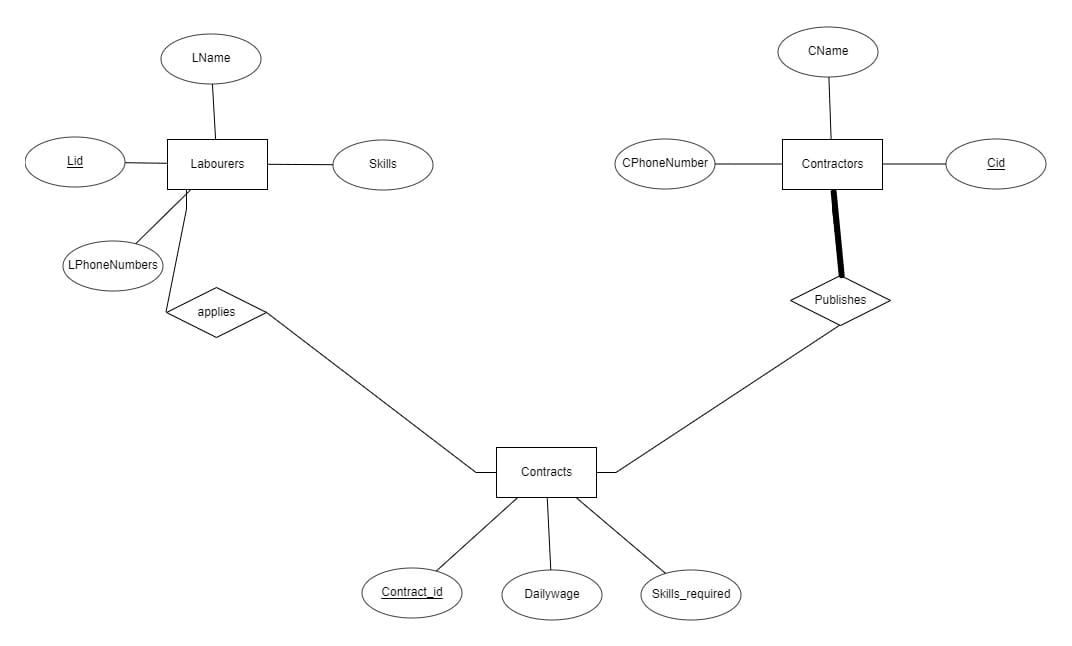 LName
CName
Lid
Labourers
Skills
CPhoneNumber
Contractors
Cid
LPhoneNumbers
applies
Publishes
Contracts
Contract_id
Dailywage
Skills_required